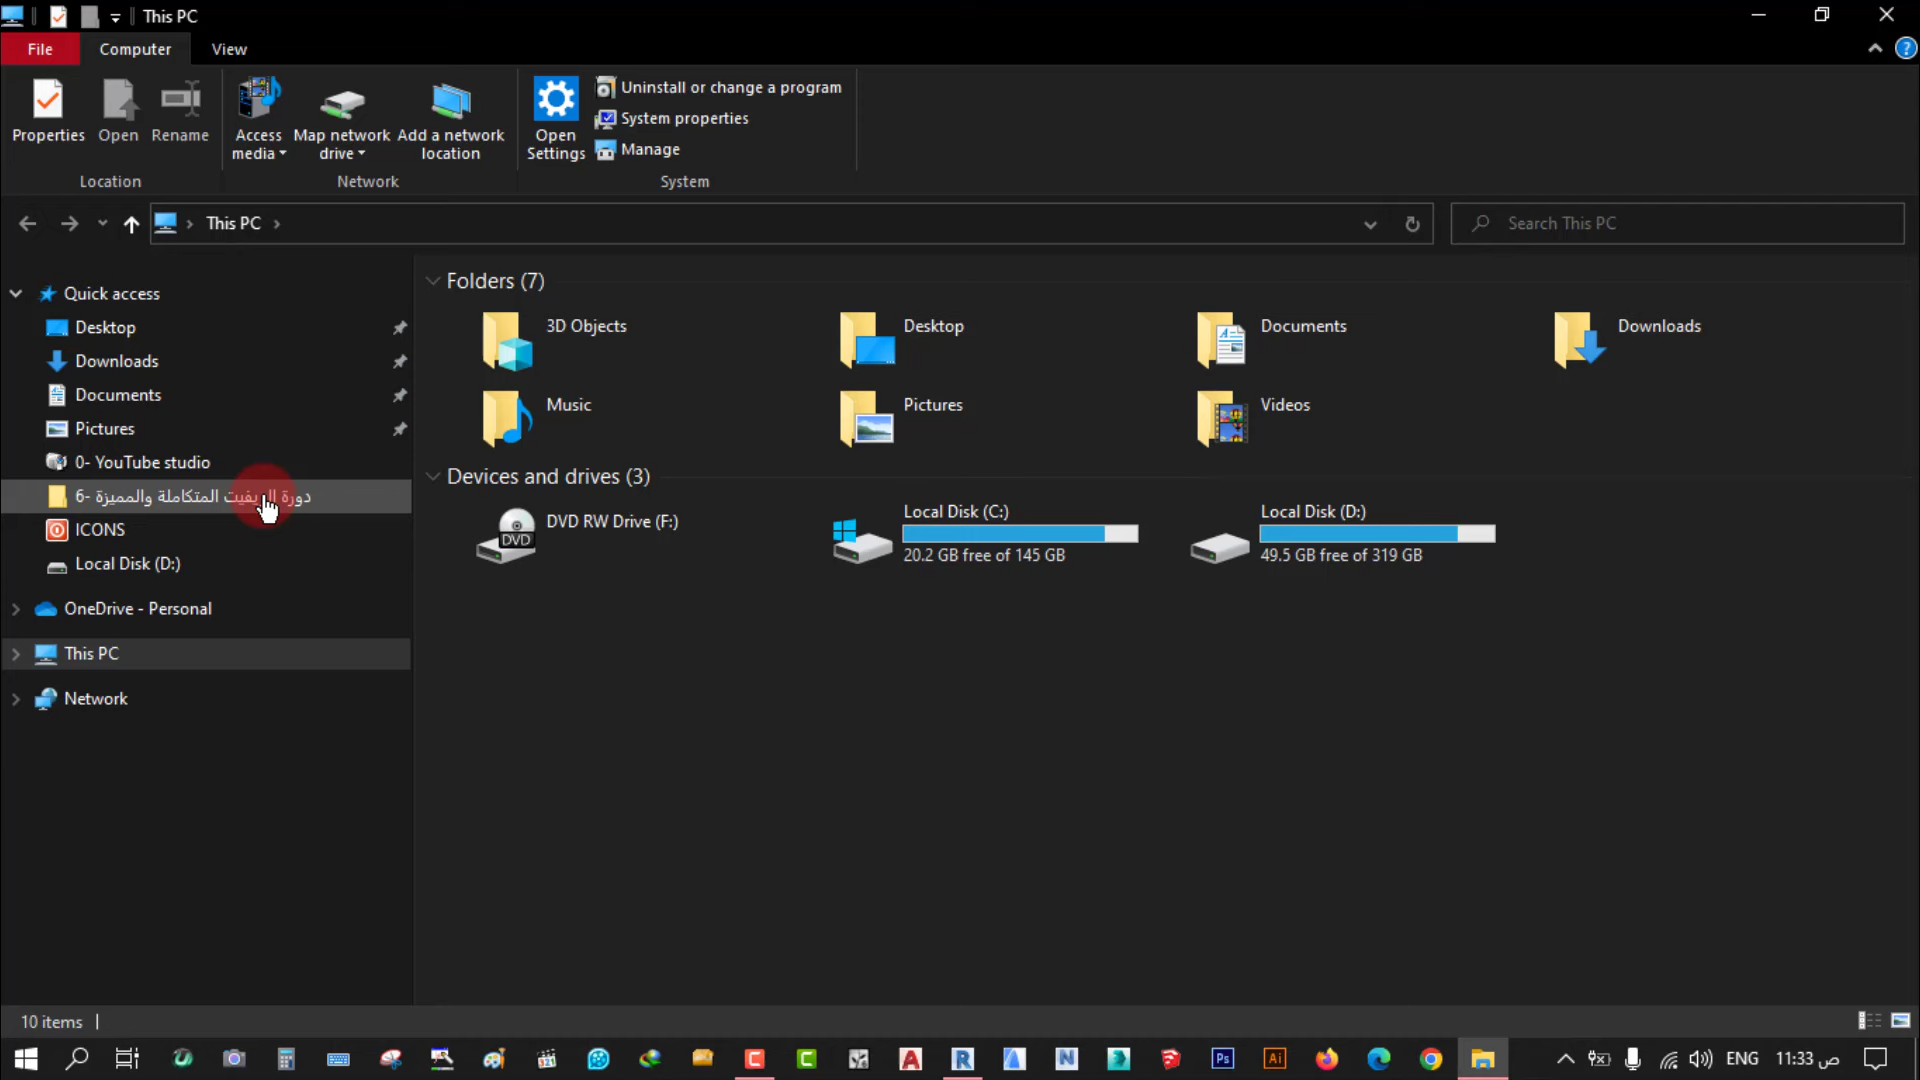 This PC
File
Computer
View
Properties
Open
Rename
Access media
Map network drive
Add a network location
Open Settings
Uninstall or change a program
System properties
Manage
Location
Network
System
This PC
Search This PC
Quick access
Desktop
Downloads
Documents
Pictures
0- YouTube studio
6- دورة الريفيت المتكاملة والمميزة
ICONS
Local Disk (D:)
OneDrive - Personal
This PC
Network
Folders (7)
3D Objects
Desktop
Documents
Downloads
Music
Pictures
Videos
Devices and drives (3)
DVD
DVD RW Drive (F:)
Local Disk (C:)
20.2 GB free of 145 GB
Local Disk (D:)
49.5 GB free of 319 GB
10 items
ENG
11:33 ص